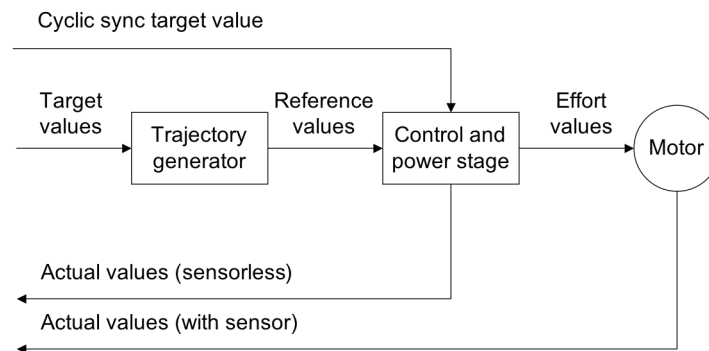 Cyclic sync target value
Target
values
Trajectory
generator
Reference
values
Control and
power stage
Effort
values
Motor
Actual values (sensorless)
Actual values (with sensor)